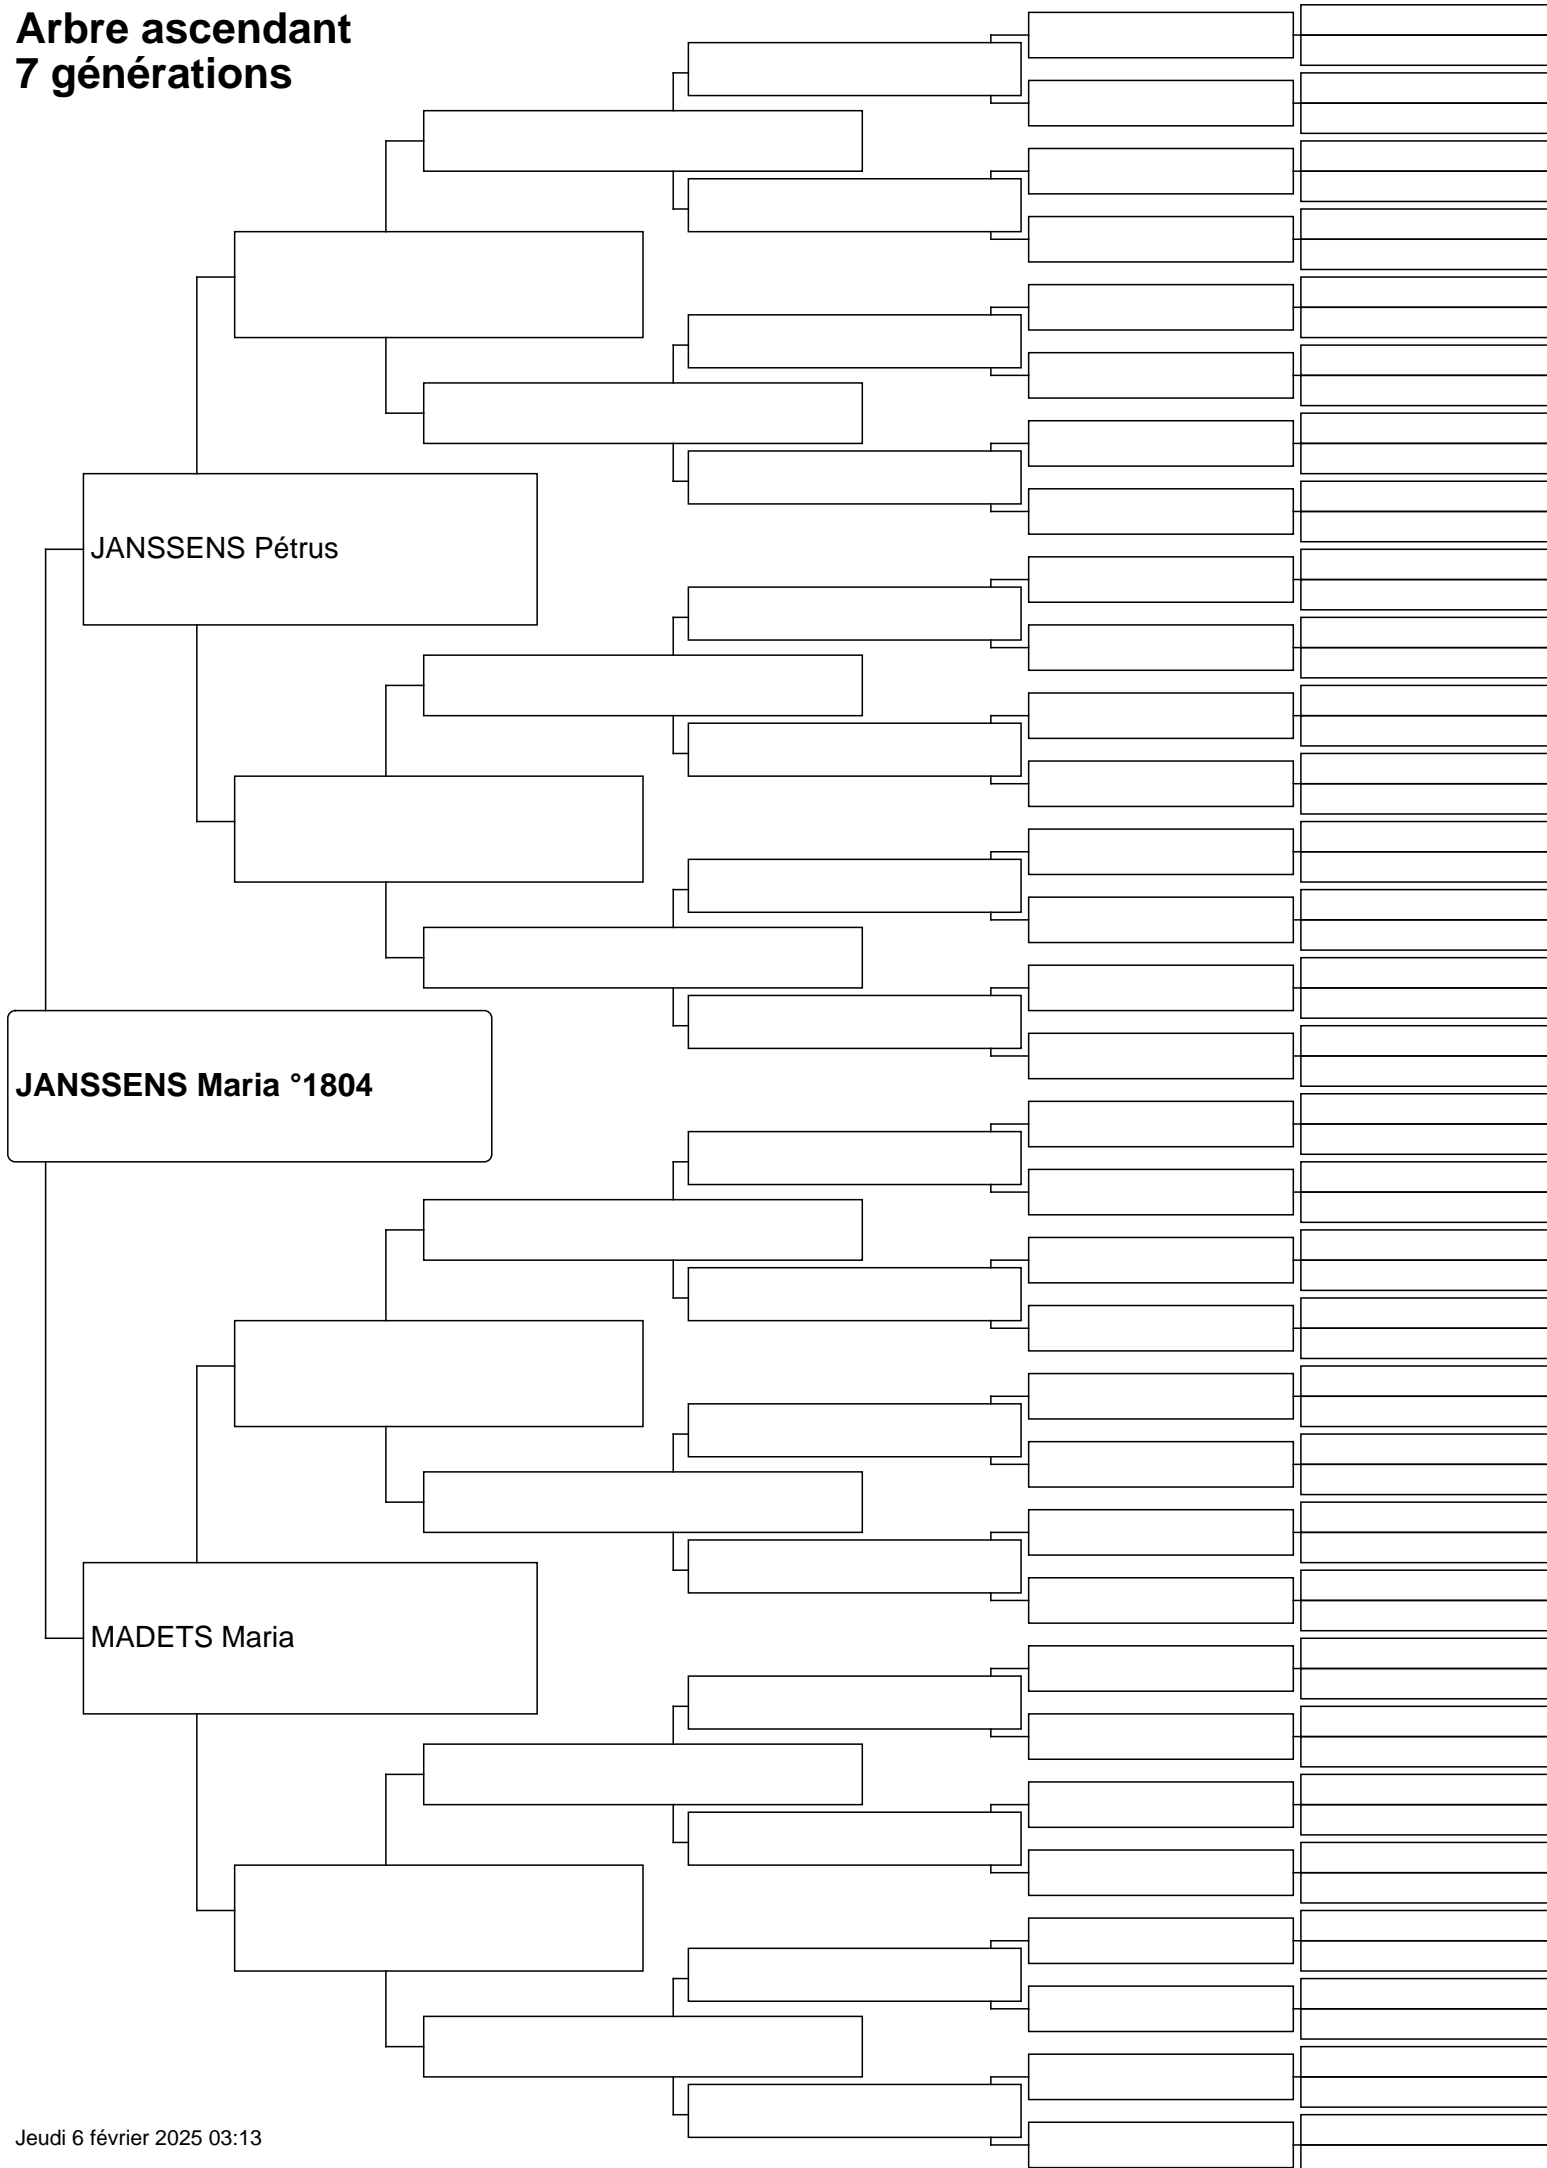 Arbre ascendant
7 générations
JANSSENS Pétrus
JANSSENS Maria °1804
MADETS Maria
Jeudi 6 février 2025 03:13